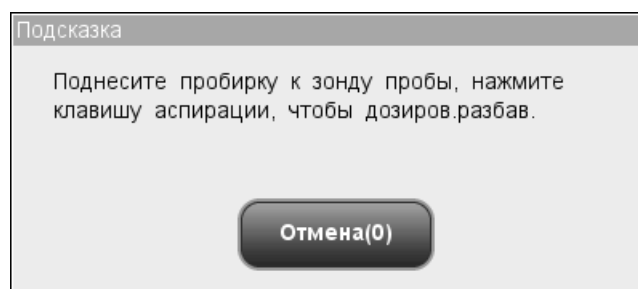 Подсказка
Поднесите пробирку к зонду пробы, нажмите
клавишу аспирации, чтобы дозиров.разбав.
Отмена(0)